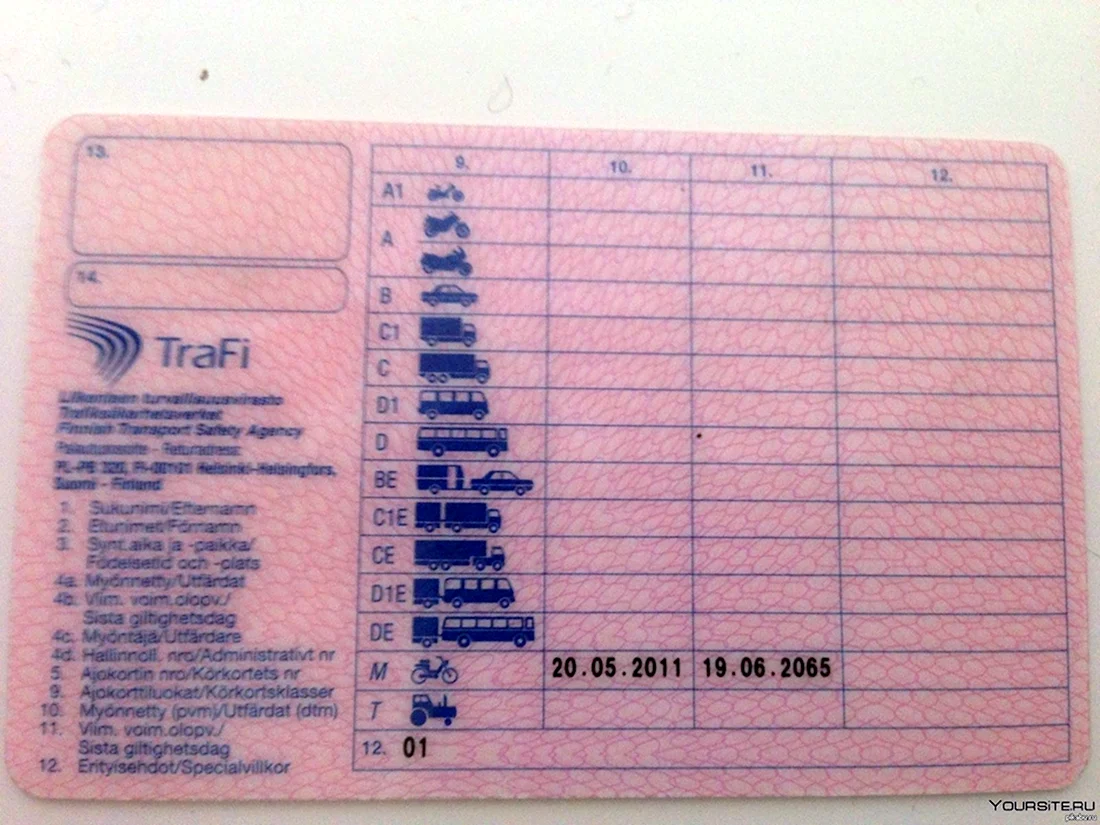 13.
14.
TraFi
Liikenteen turvallisuusvirasto
Trafiksäkerhetsverket
Finnish Transport Safety Agency
Palautusosoite - Returadress:
PL-PB 320, FI-00101 Helsinki-Helsingfors,
Suomi - Finland
1. Sukunimi/Efternamn
2. Etunimet/Förnamn
3. Synt.aika ja -paikka/
Födelsetid och -plats
4a. Myönnetty/Utfärdat
4b. Viim. voim.olopv./
Sista giltighetsdag
4c. Myöntäjä/Utfärdare
4d. Hallinnoll. nro/Administrativt nr
5. Ajokortin nro/Körkortets nr
9. Ajokorttiluokat/Körkortsklasser
10. Myönnetty (pvm)/Utfärdat (dtm)
11. Viim. voim.olopv./
Sista giltighetsdag
12. Erityisehdot/Specialvillkor
9. 10. 11. 12.
A1
A
B
C1
C
D1
D
BE
C1E
CE
D1E
DE
M 20.05.2011 19.06.2065
T
12. 01
YOURSITE.RU
pikabu.ru